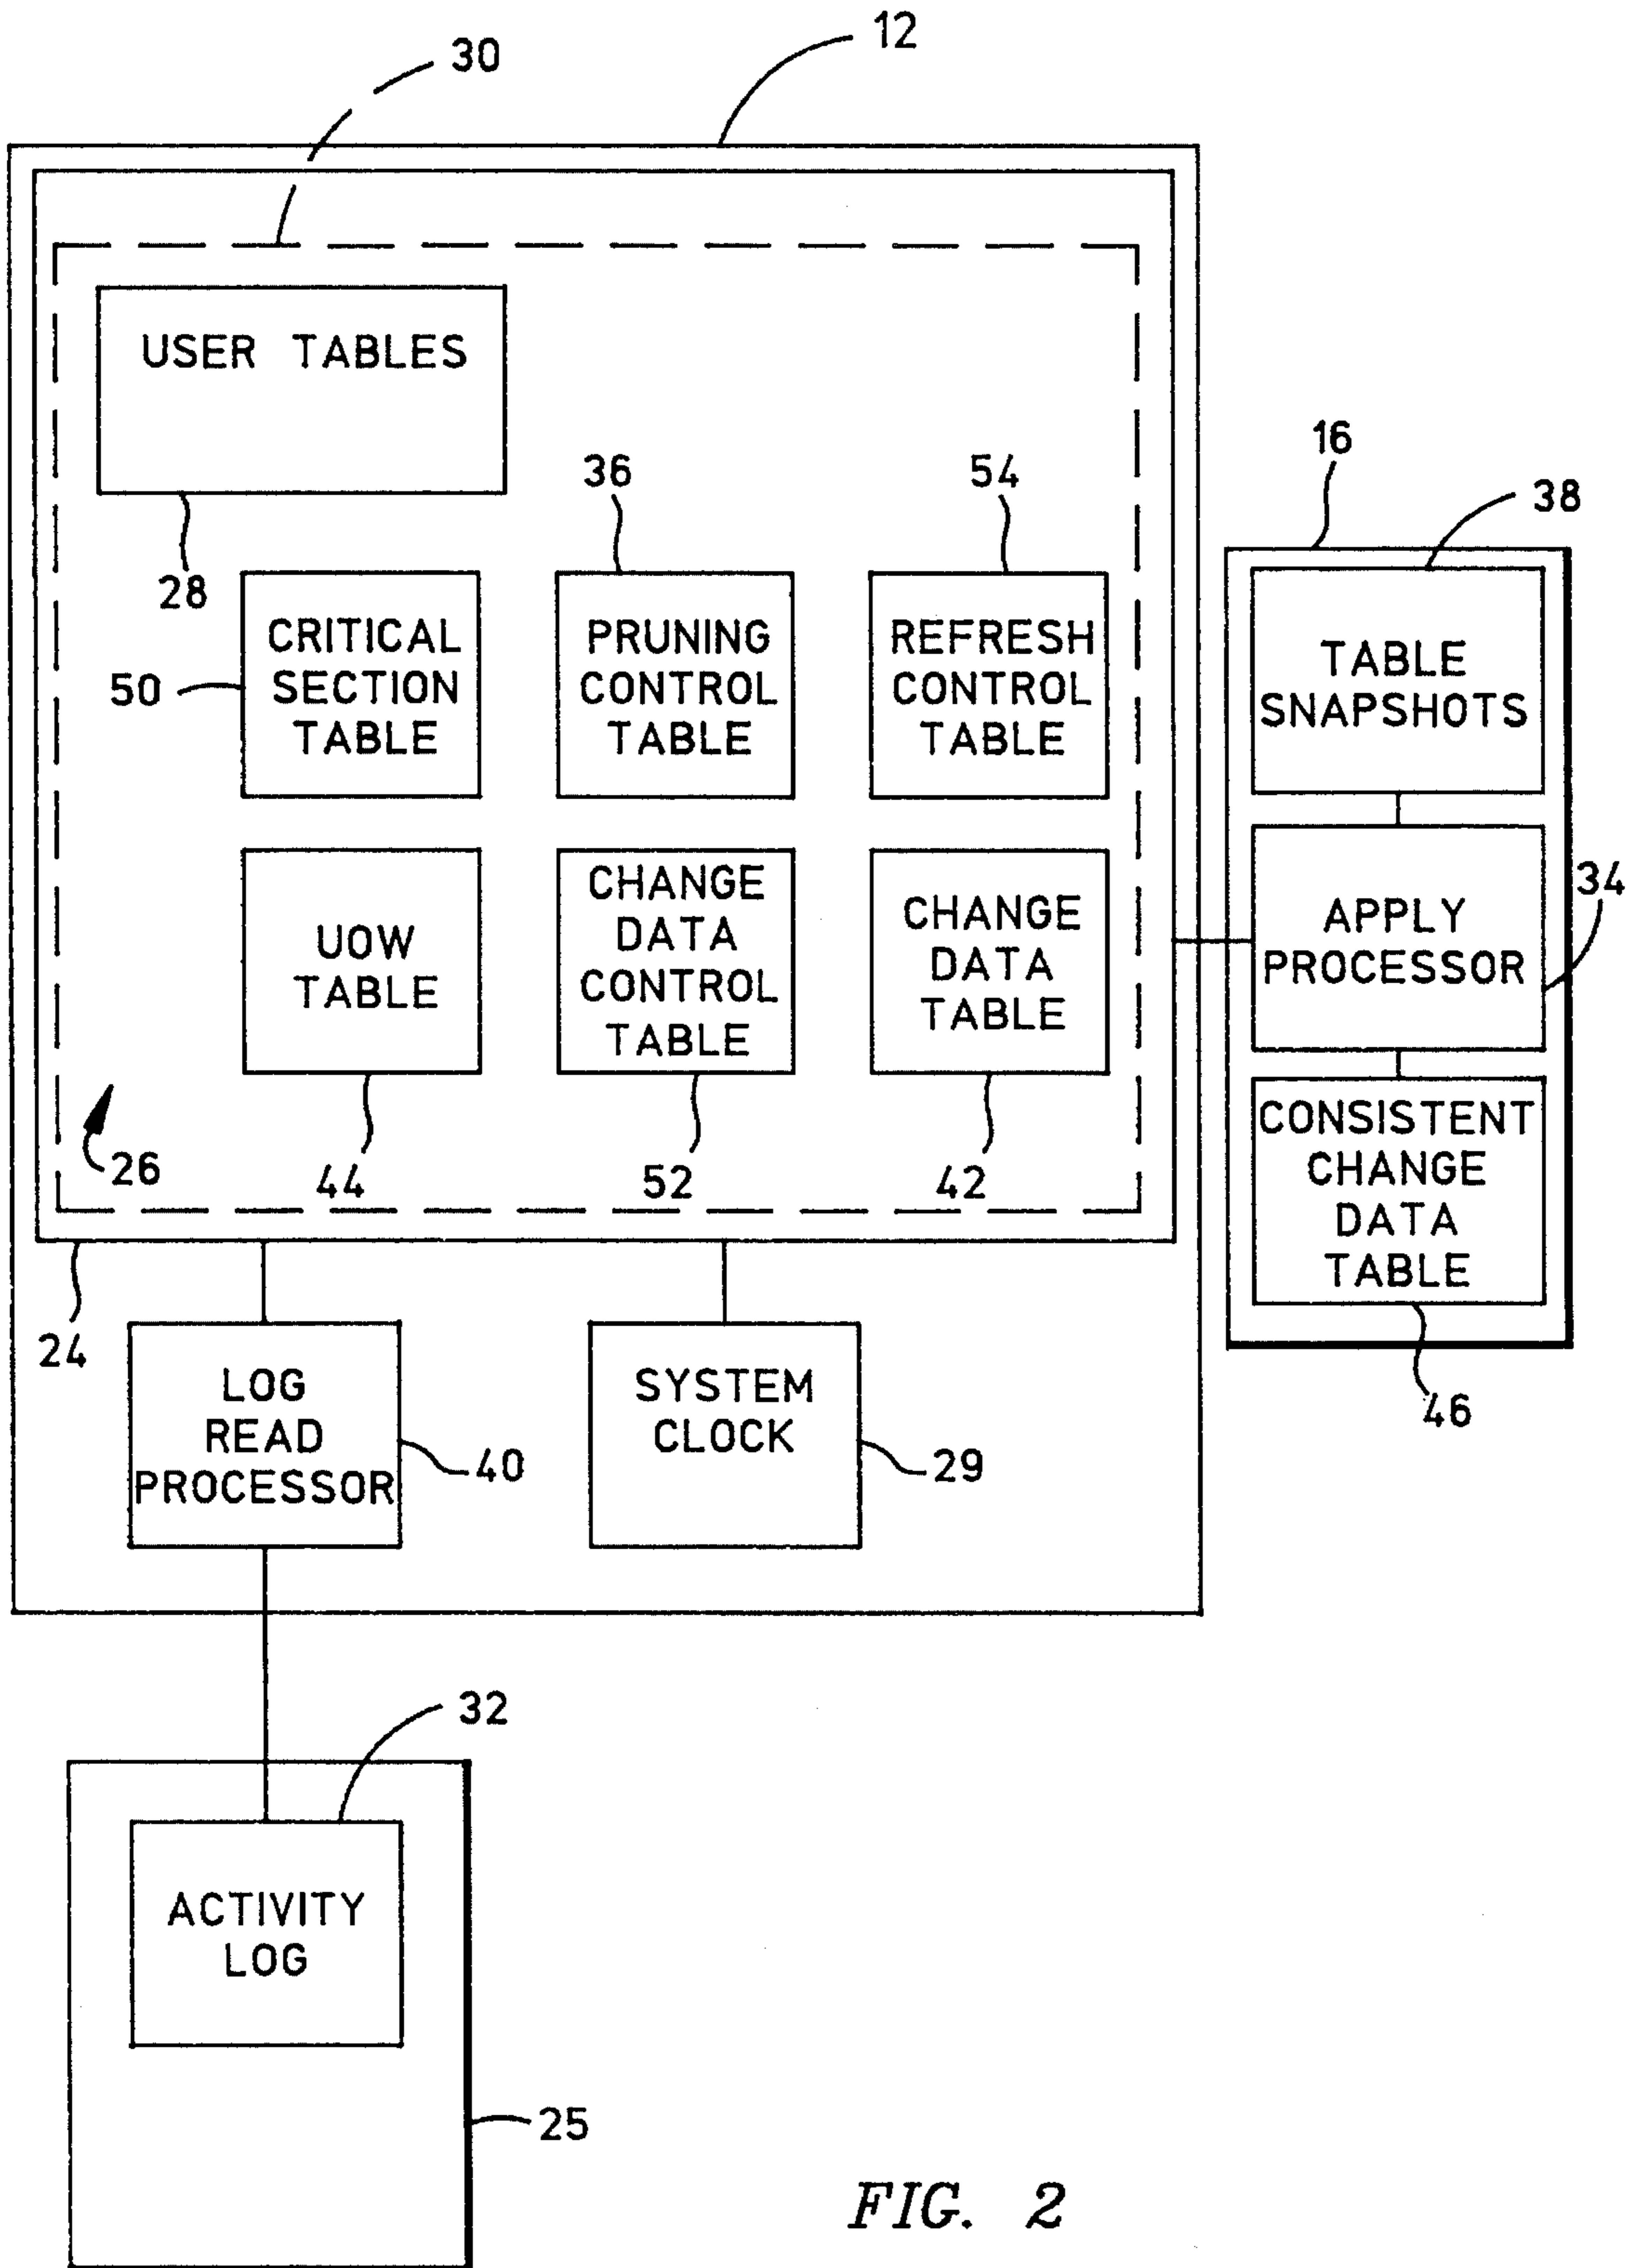 12
30
USER TABLES
28
36
54
16
38
50
CRITICAL
SECTION
TABLE
PRUNING
CONTROL
TABLE
REFRESH
CONTROL
TABLE
TABLE
SNAPSHOTS
UOW
TABLE
CHANGE
DATA
CONTROL
TABLE
CHANGE
DATA
TABLE
APPLY
PROCESSOR
34
26
44
52
42
CONSISTENT
CHANGE
DATA
TABLE
46
24
LOG
READ
PROCESSOR
40
SYSTEM
CLOCK
29
32
ACTIVITY
LOG
25
FIG. 2